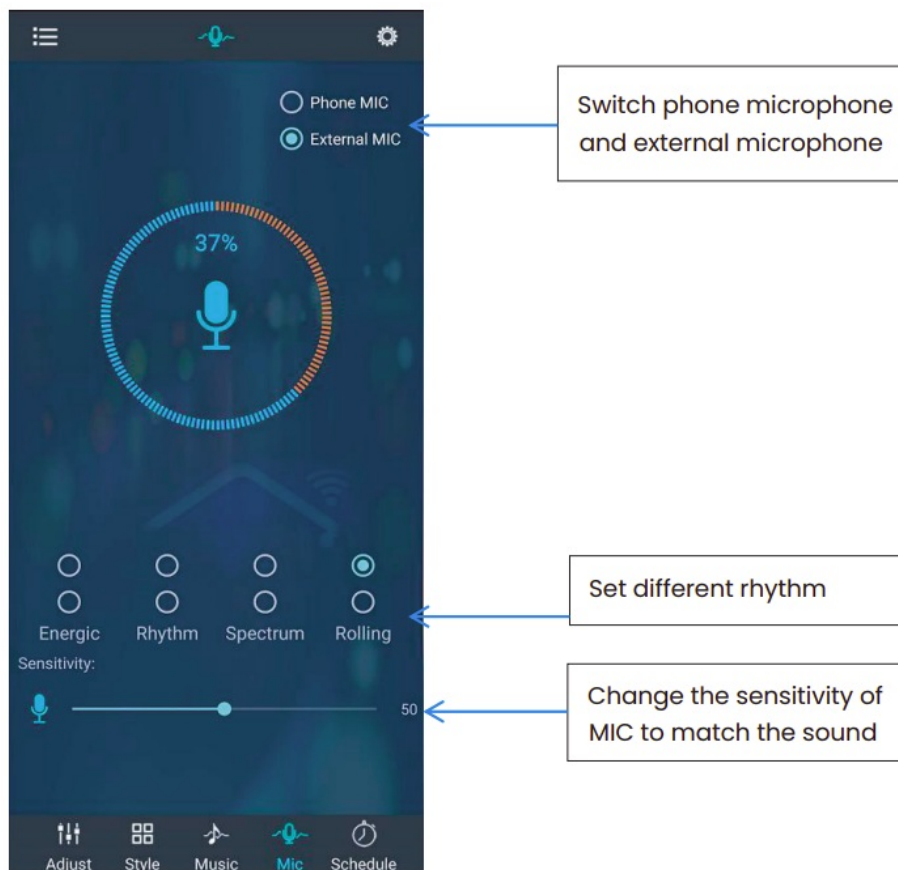 Phone MIC
External MIC
Switch phone microphone
and external microphone
37%
Set different rhythm
Energic Rhythm Spectrum Rolling
Sensitivity:
50
Change the sensitivity of
MIC to match the sound
Adjust Style Music Mic Schedule